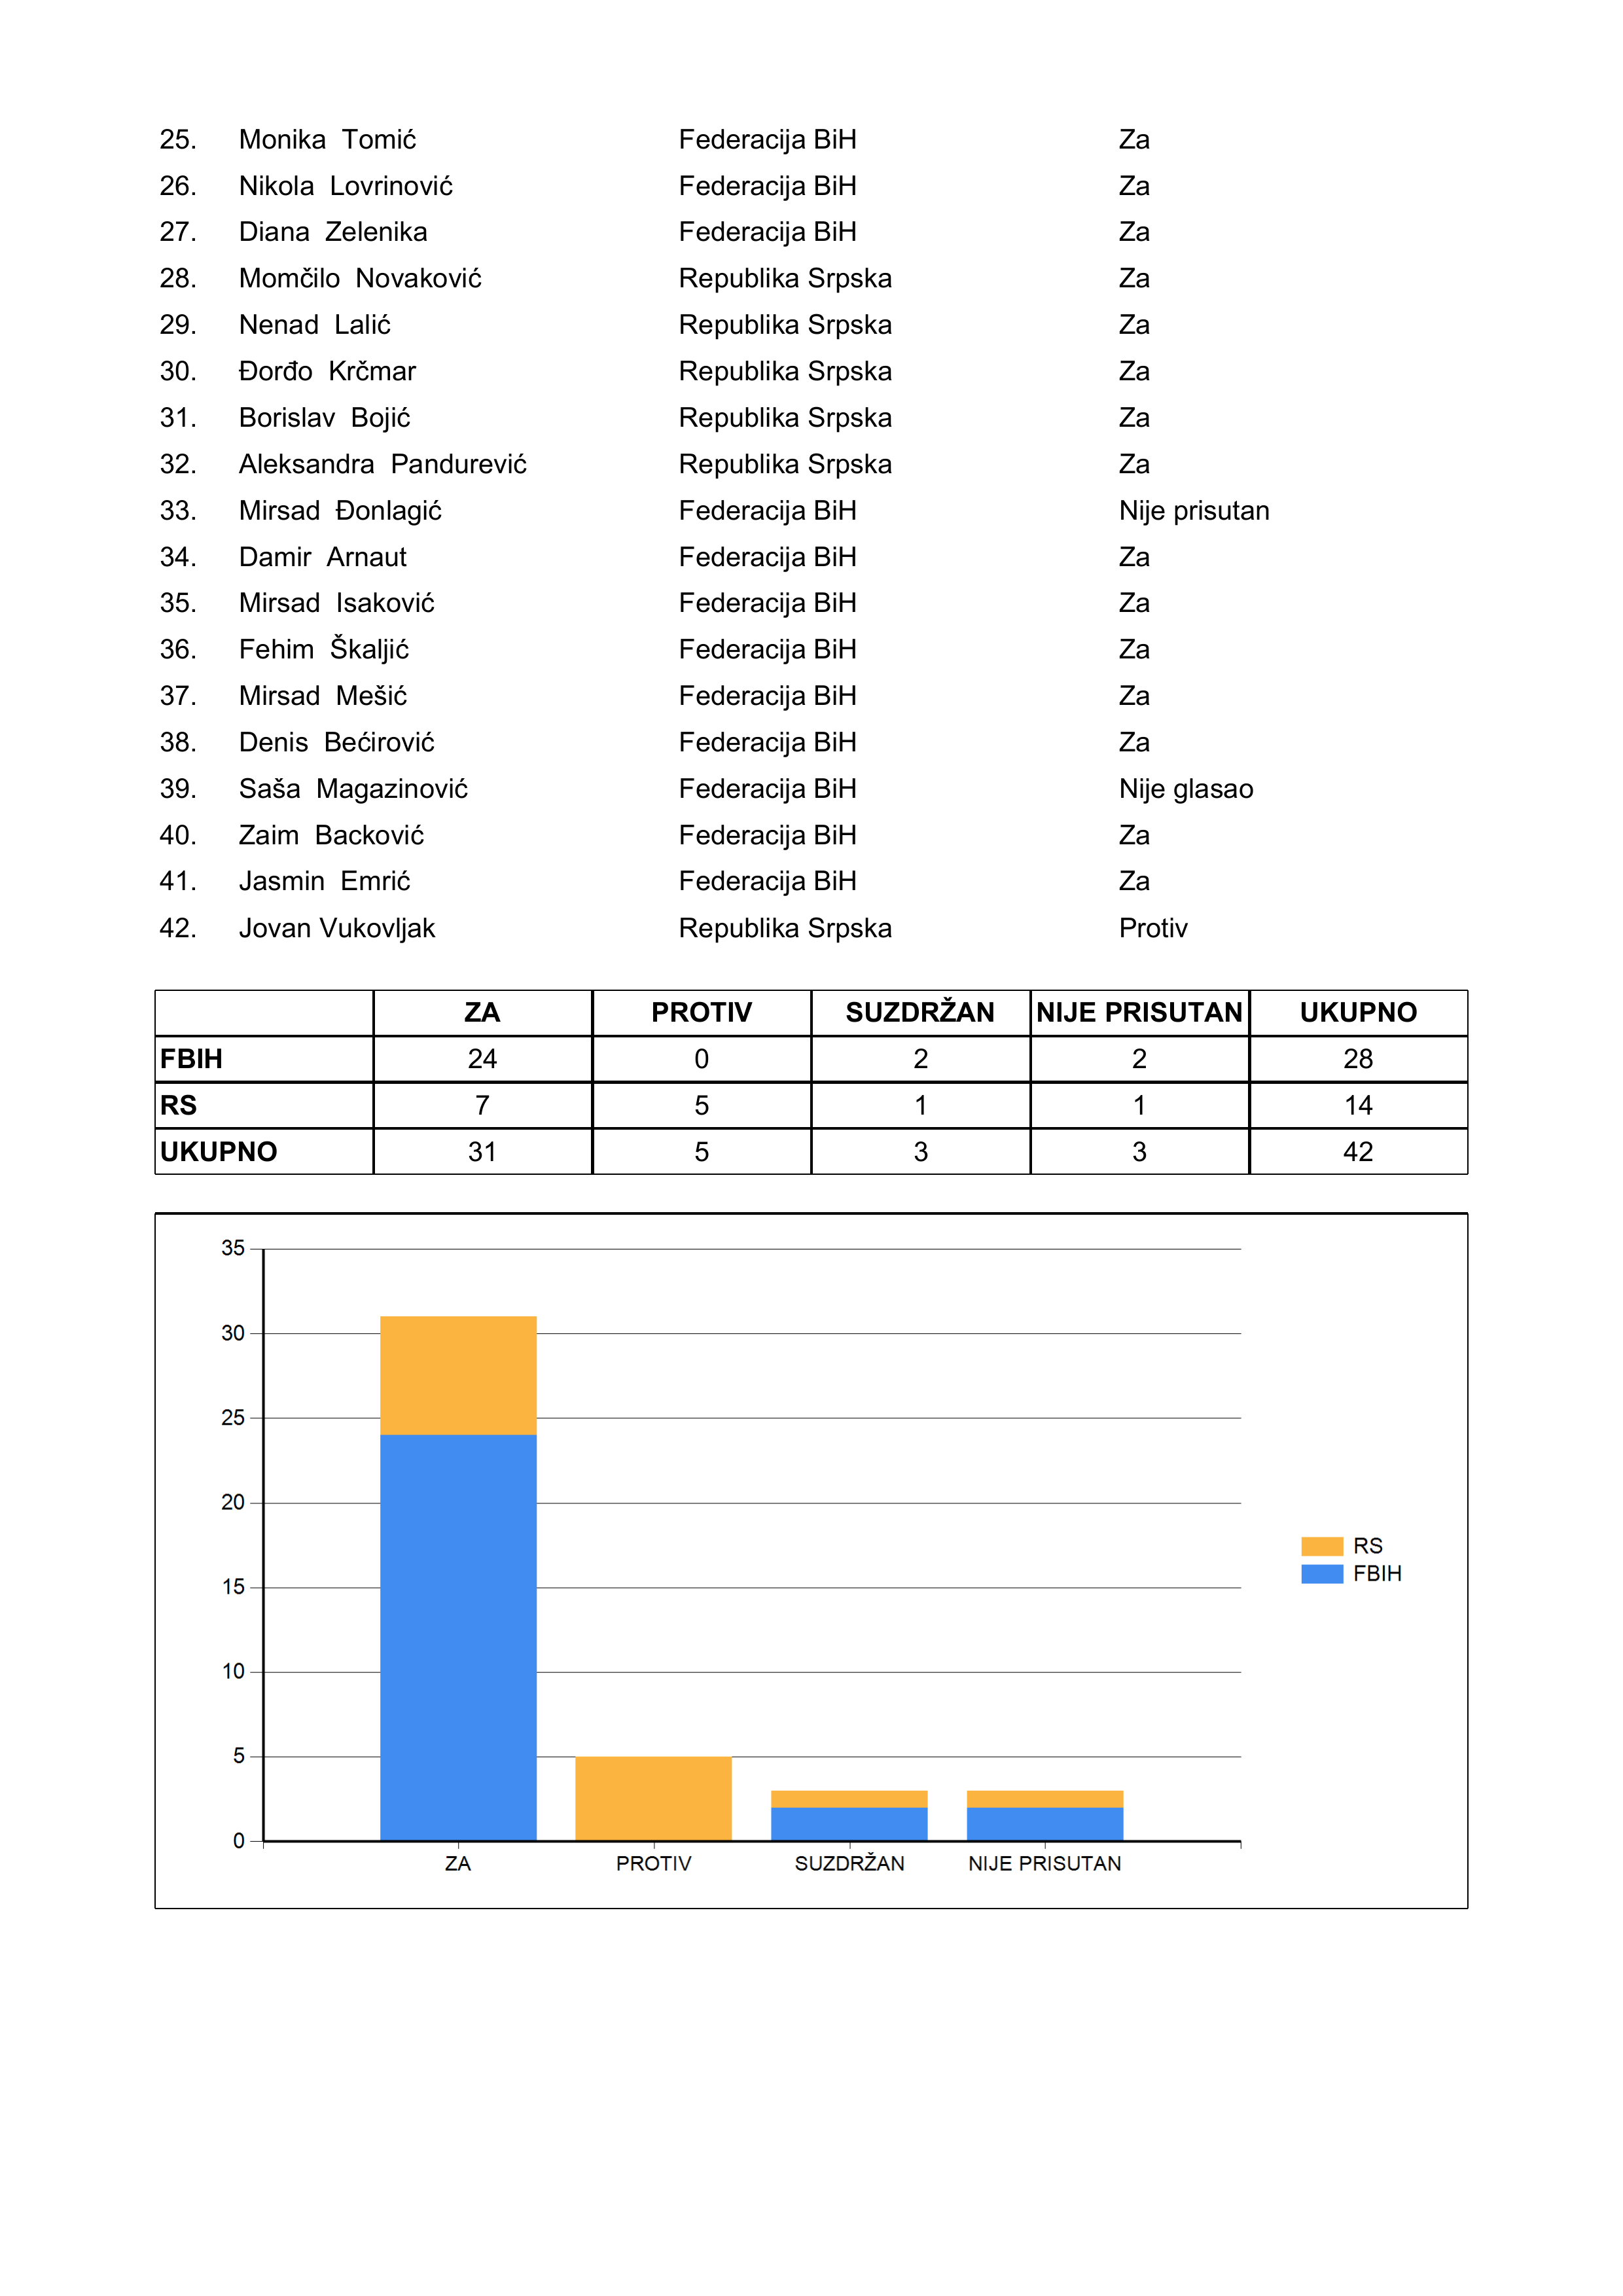 25. Monika Tomić Federacija BiH Za
26. Nikola Lovrinović Federacija BiH Za
27. Diana Zelenika Federacija BiH Za
28. Momčilo Novaković Republika Srpska Za
29. Nenad Lalić Republika Srpska Za
30. Đorđo Krčmar Republika Srpska Za
31. Borislav Bojić Republika Srpska Za
32. Aleksandra Pandurević Republika Srpska Za
33. Mirsad Đonlagić Federacija BiH Nije prisutan
34. Damir Arnaut Federacija BiH Za
35. Mirsad Isaković Federacija BiH Za
36. Fehim Škaljić Federacija BiH Za
37. Mirsad Mešić Federacija BiH Za
38. Denis Bećirović Federacija BiH Za
39. Saša Magazinović Federacija BiH Nije glasao
40. Zaim Backović Federacija BiH Za
41. Jasmin Emrić Federacija BiH Za
42. Jovan Vukovljak Republika Srpska Protiv
ZA PROTIV SUZDRŽAN NIJE PRISUTAN UKUPNO
FBIH 24 0 2 2 28
RS 7 5 1 1 14
UKUPNO 31 5 3 3 42
35
30
25
20
15
10
5
0
ZA PROTIV SUZDRŽAN NIJE PRISUTAN
RS
FBIH